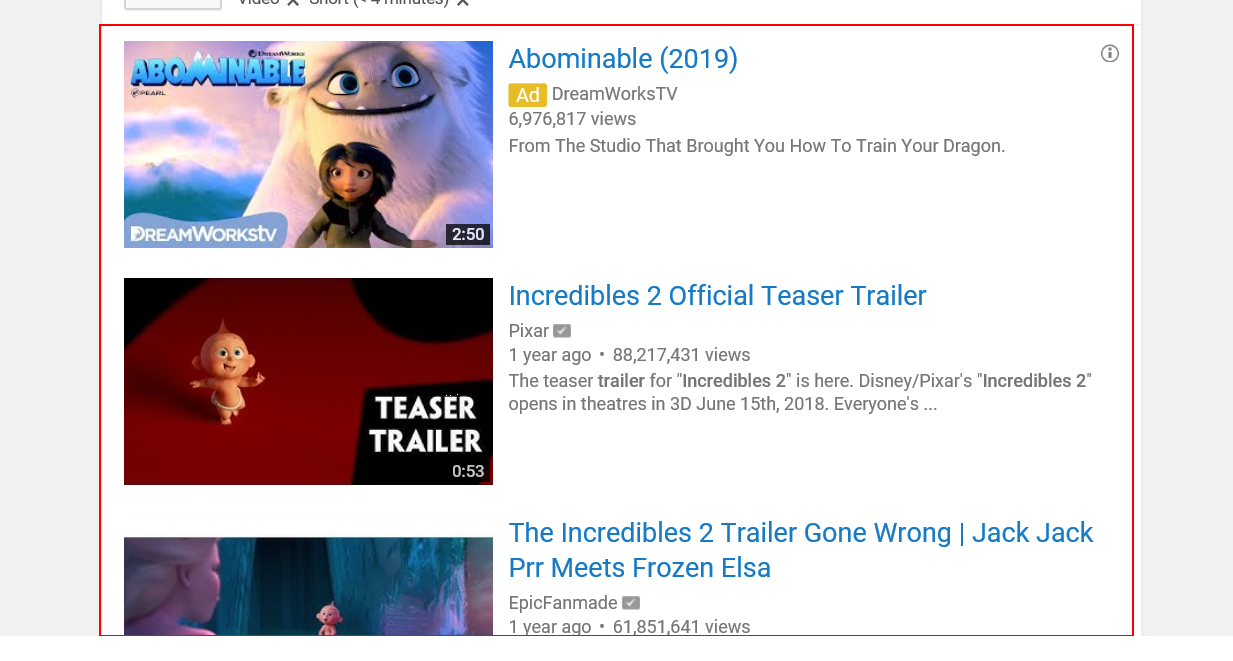 Video × Short (< 4 minutes) ×
DREAMWORKS
ABOMINABLE
PEARL
DREAMWORKSTV
2:50
Abominable (2019)
Ad DreamWorksTV
6,976,817 views
From The Studio That Brought You How To Train Your Dragon.
TEASER
TRAILER
0:53
Incredibles 2 Official Teaser Trailer
Pixar
1 year ago • 88,217,431 views
The teaser trailer for "Incredibles 2" is here. Disney/Pixar's "Incredibles 2"
opens in theatres in 3D June 15th, 2018. Everyone's ...
The Incredibles 2 Trailer Gone Wrong | Jack Jack
Prr Meets Frozen Elsa
EpicFanmade
1 year ago • 61,851,641 views